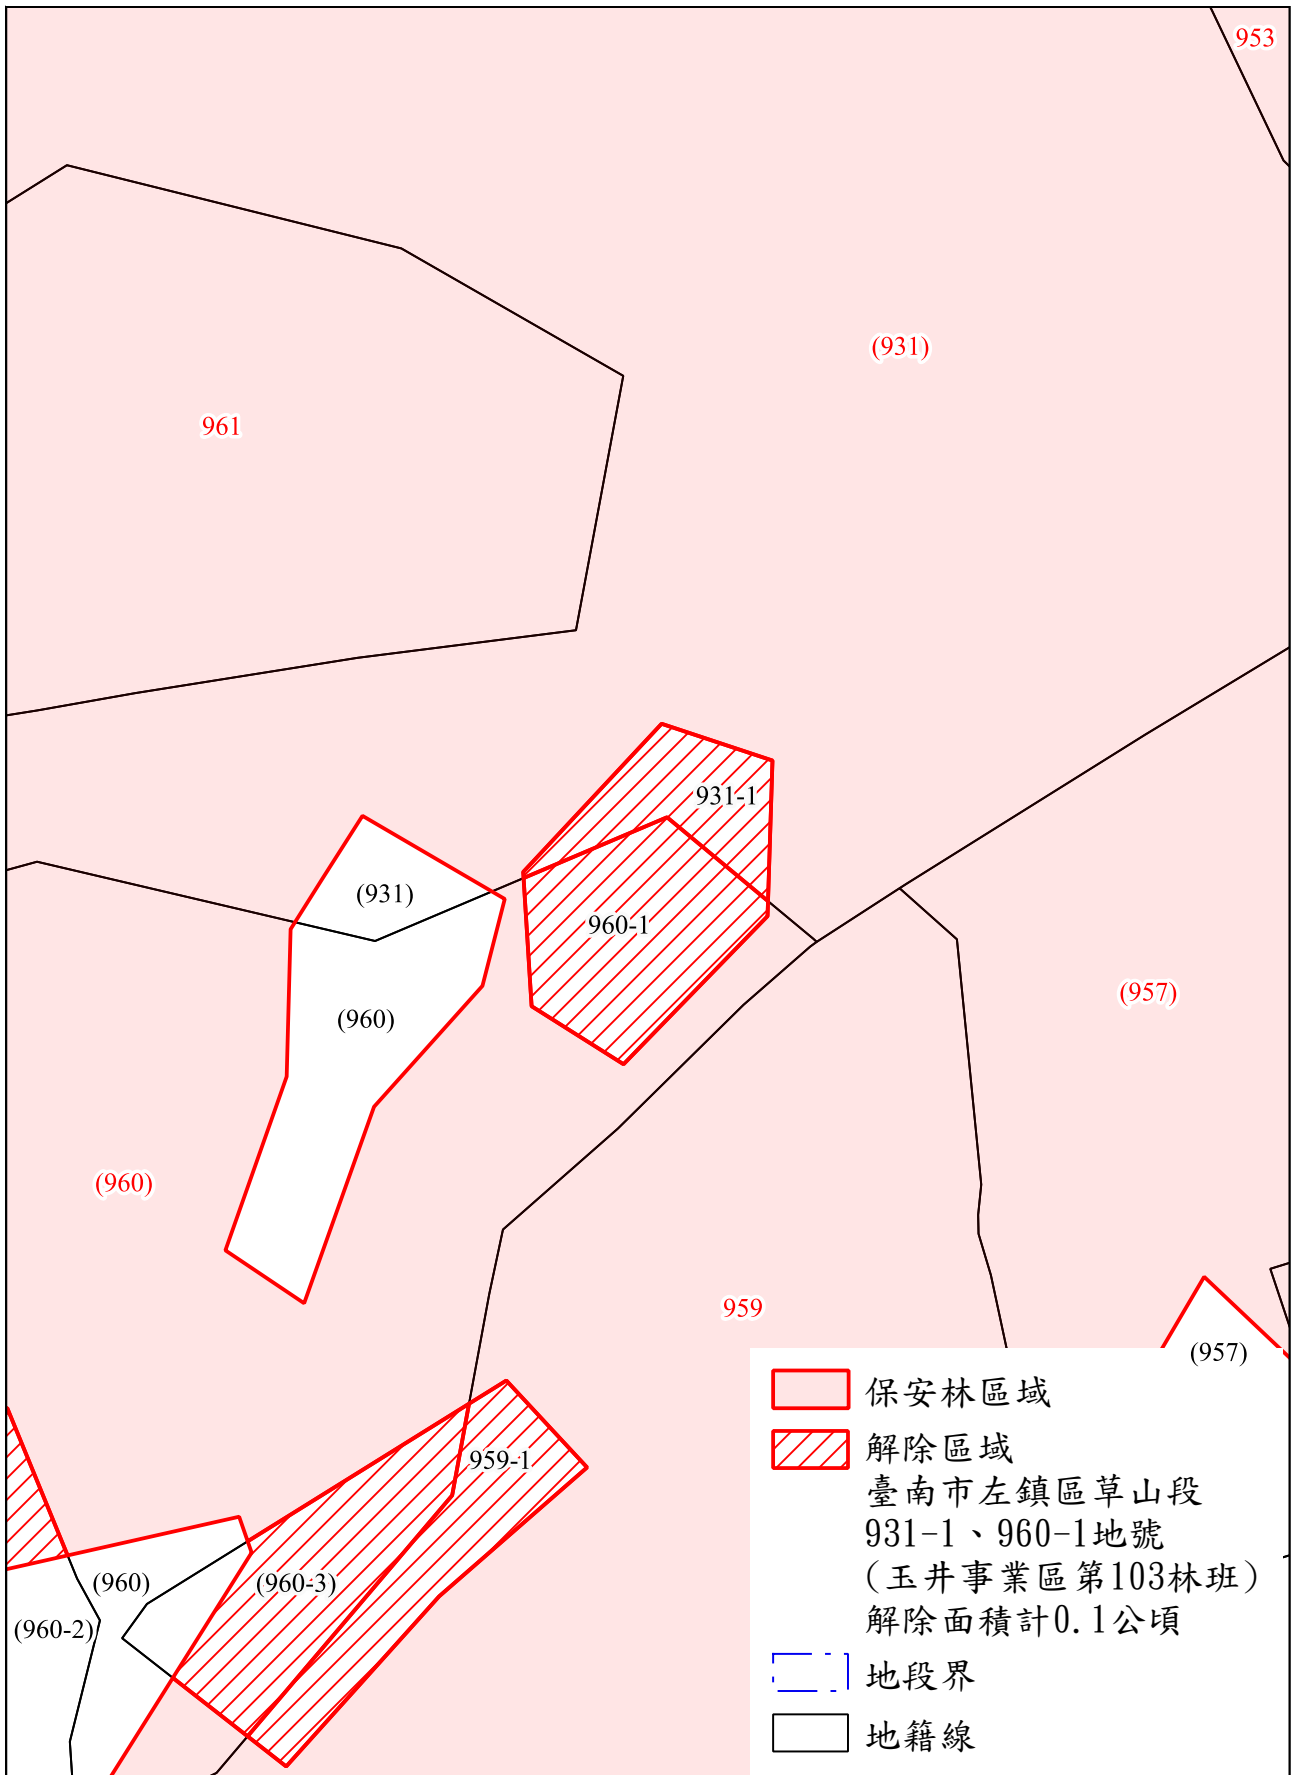 953
(931)
961
931-1
(931)
960-1
(957)
(960)
(960)
959
(957)
959-1
(960)
(960-3)
(960-2)
保安林區域
解除區域
臺南市左鎮區草山段
931-1、960-1地號
(玉井事業區第103林班)
解除面積計0.1公頃
地段界
地籍線